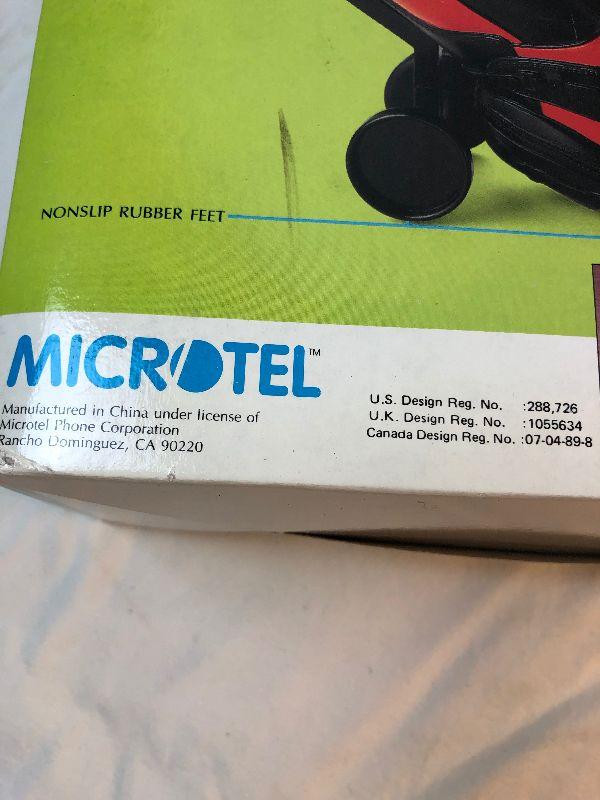 NONSLIP RUBBER FEET
MICROTEL™
Manufactured in China under license of
Microtel Phone Corporation
Rancho Dominguez, CA 90220
U.S. Design Reg. No. :288,726
U.K. Design Reg. No. :1055634
Canada Design Reg. No. :07-04-89-8